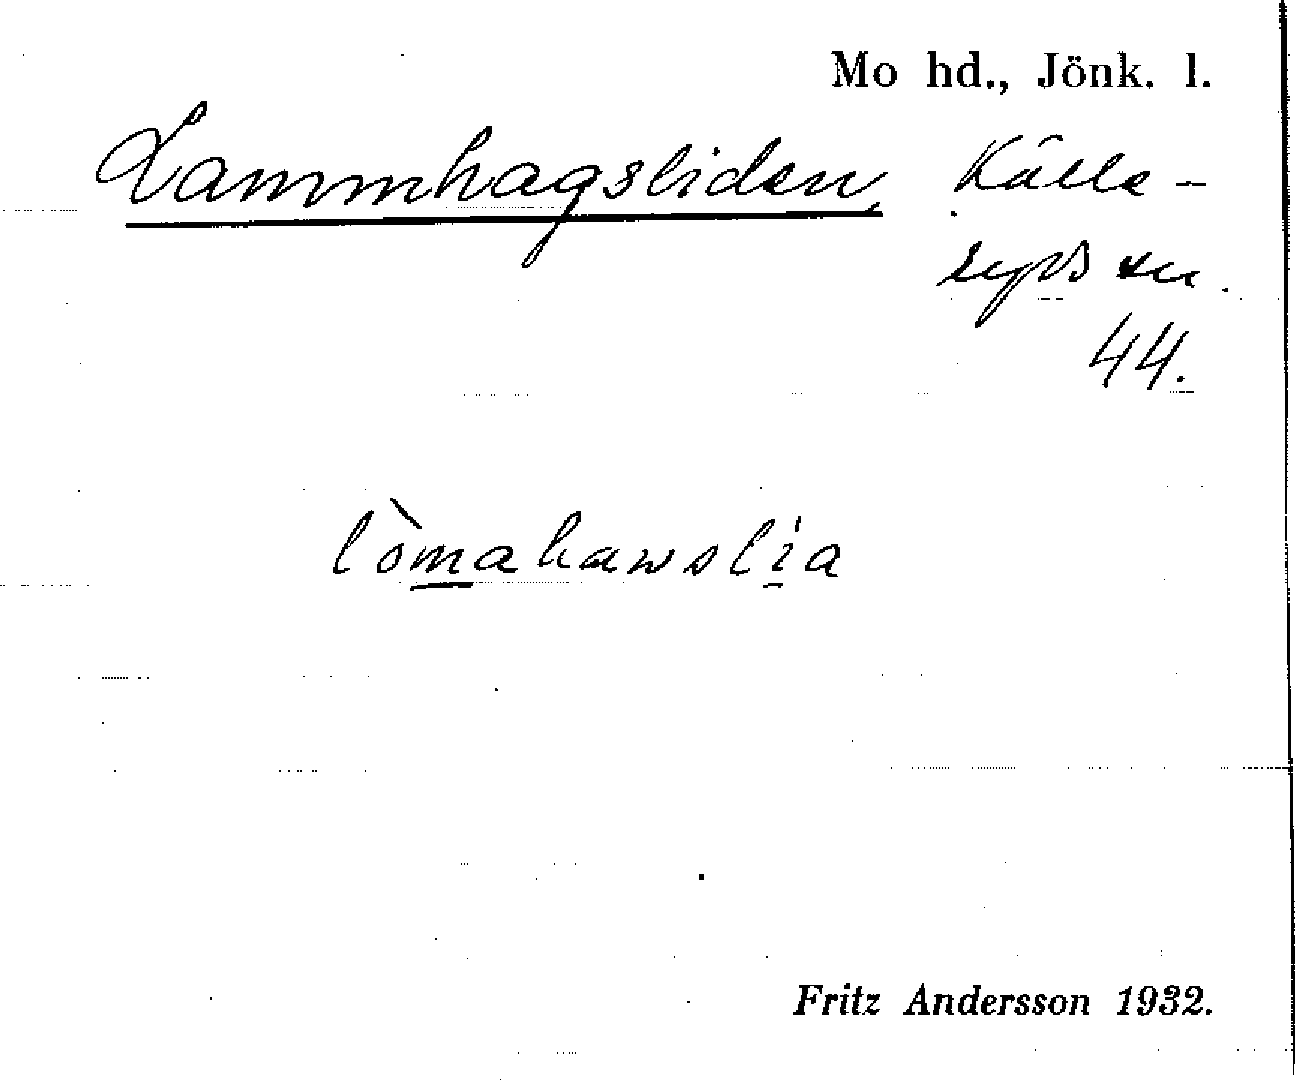 Mo hd., Jönk. l.
Lammhagsliden, Källe-
ryds sn.
44.
lòmahawslia
Fritz Andersson 1932.